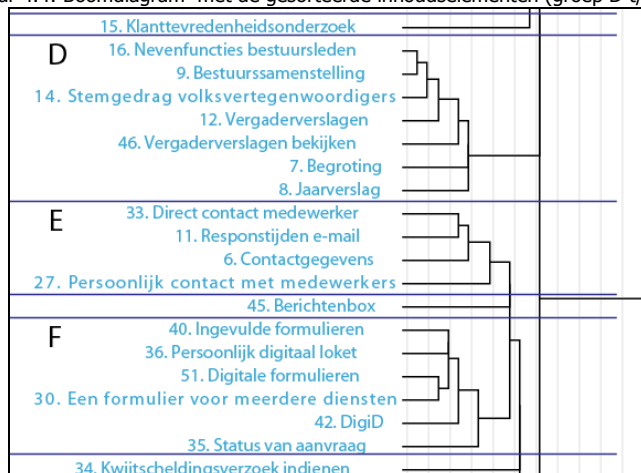 15. Klanttevredenheidsonderzoek
D
16. Nevenfuncties bestuursleden
9. Bestuurssamenstelling
14. Stemgedrag volksvertegenwoordigers
12. Vergaderverslagen
46. Vergaderverslagen bekijken
7. Begroting
8. Jaarverslag
E
33. Direct contact medewerker
11. Responstijden e-mail
6. Contactgegevens
27. Persoonlijk contact met medewerkers
45. Berichtenbox
F
40. Ingevulde formulieren
36. Persoonlijk digitaal loket
51. Digitale formulieren
30. Een formulier voor meerdere diensten
42. DigiD
35. Status van aanvraag
34. Kwijtscheldingsverzoek indienen